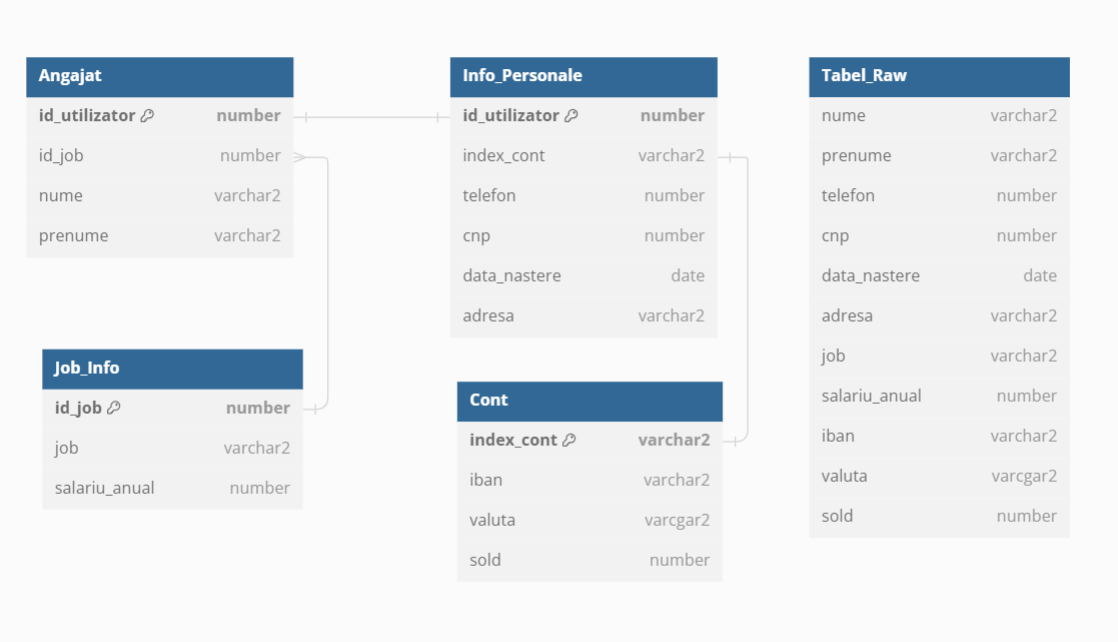 Angajat
id_utilizator number
id_job number
nume varchar2
prenume varchar2
Info_Personale
id_utilizator number
index_cont varchar2
telefon number
cnp number
data_nastere date
adresa varchar2
Tabel_Raw
nume varchar2
prenume varchar2
telefon number
cnp number
data_nastere date
adresa varchar2
job varchar2
salariu_anual number
iban varchar2
valuta varcgar2
sold number
Job_Info
id_job number
job varchar2
salariu_anual number
Cont
index_cont varchar2
iban varchar2
valuta varcgar2
sold number